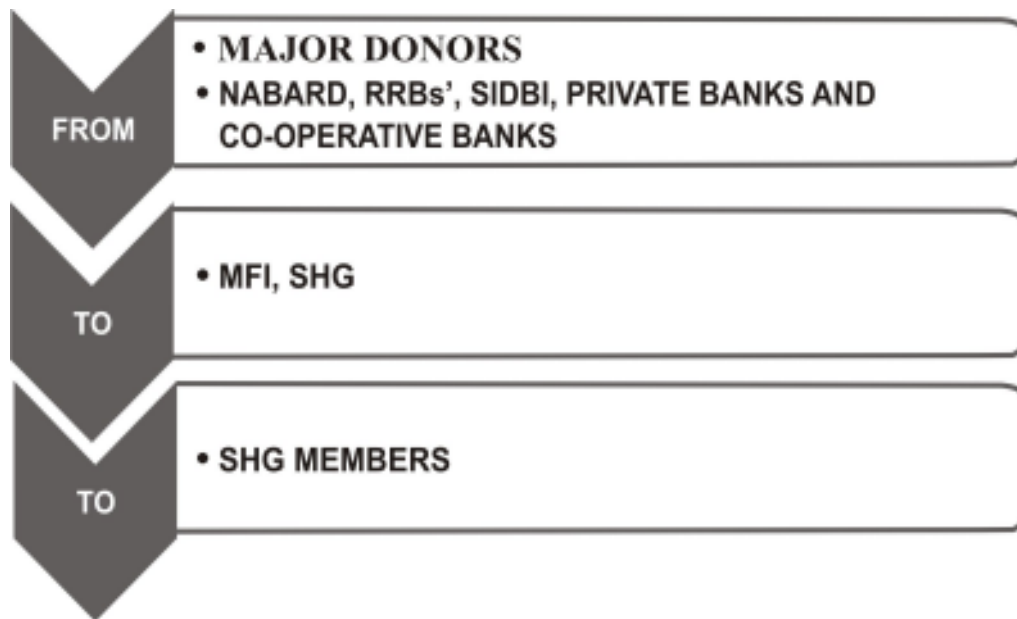 FROM
• MAJOR DONORS
• NABARD, RRBs’, SIDBI, PRIVATE BANKS AND
CO-OPERATIVE BANKS
TO
• MFI, SHG
TO
• SHG MEMBERS